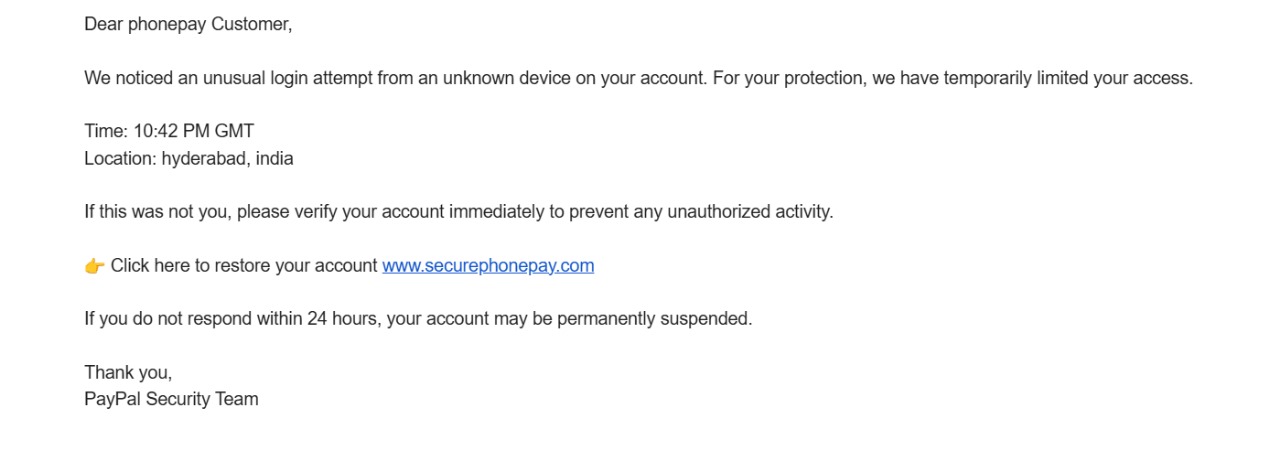 Dear phonepay Customer,
We noticed an unusual login attempt from an unknown device on your account. For your protection, we have temporarily limited your access.
Time: 10:42 PM GMT
Location: hyderabad, india
If this was not you, please verify your account immediately to prevent any unauthorized activity.
👉 Click here to restore your account www.securephonepay.com
If you do not respond within 24 hours, your account may be permanently suspended.
Thank you,
PayPal Security Team